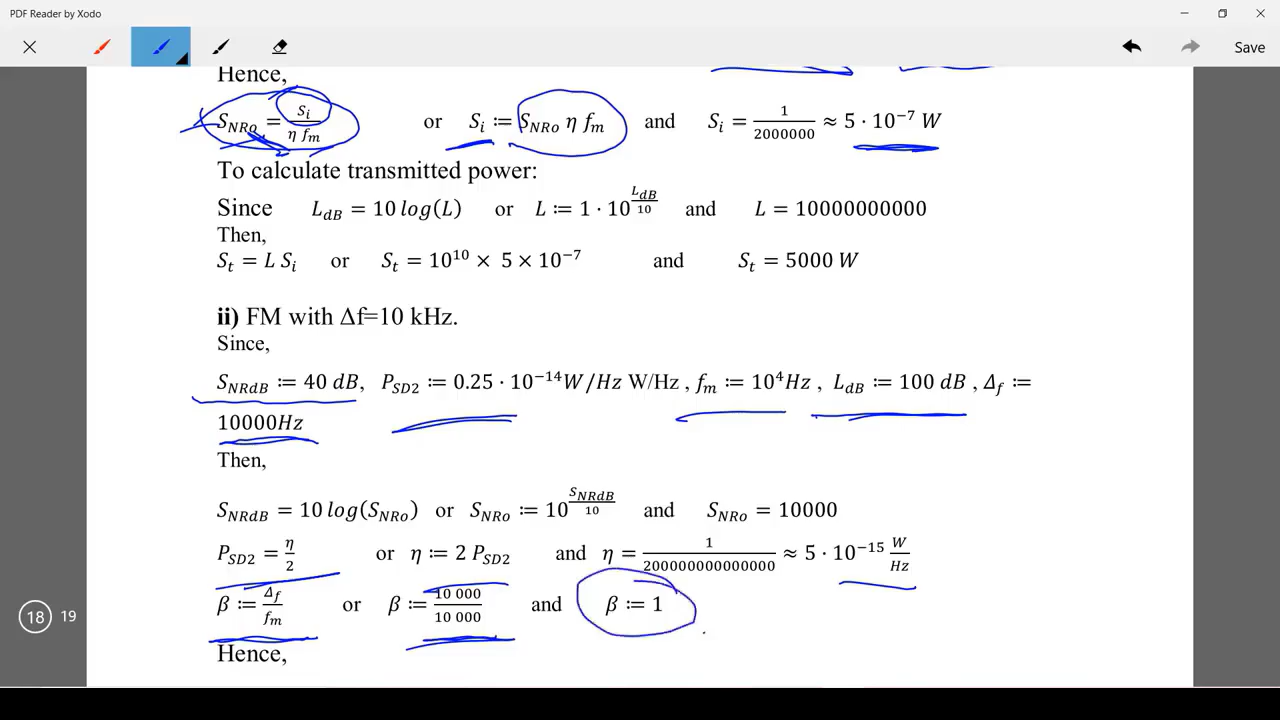 PDF Reader by Xodo
Save
Hence,
S_NRo = S_i / (η f_m) or S_i ≔ S_NRo η f_m and S_i = 1/2000000 ≈ 5 · 10^−7 W
To calculate transmitted power:
Since L_dB = 10 log(L) or L ≔ 1 · 10^(L_dB/10) and L = 10000000000
Then,
S_t = L S_i or S_t = 10^10 × 5 × 10^−7 and S_t = 5000 W
ii) FM with Δf=10 kHz.
Since,
S_NRdB ≔ 40 dB, P_SD2 ≔ 0.25 · 10^−14 W/Hz W/Hz , f_m ≔ 10^4 Hz , L_dB ≔ 100 dB , Δ_f ≔
10000Hz
Then,
S_NRdB = 10 log(S_NRo) or S_NRo ≔ 10^(S_NRdB/10) and S_NRo = 10000
P_SD2 = η/2 or η ≔ 2 P_SD2 and η = 1/200000000000000 ≈ 5 · 10^−15 W/Hz
β ≔ Δ_f/f_m or β ≔ 10 000/10 000 and β ≔ 1
Hence,
18 19